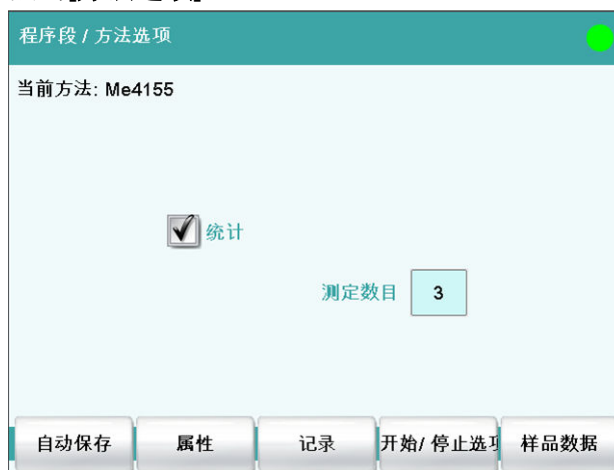 程序段 / 方法选项
当前方法: Me4155
统计
测定数目 3
自动保存 属性 记录 开始/ 停止选项 样品数据